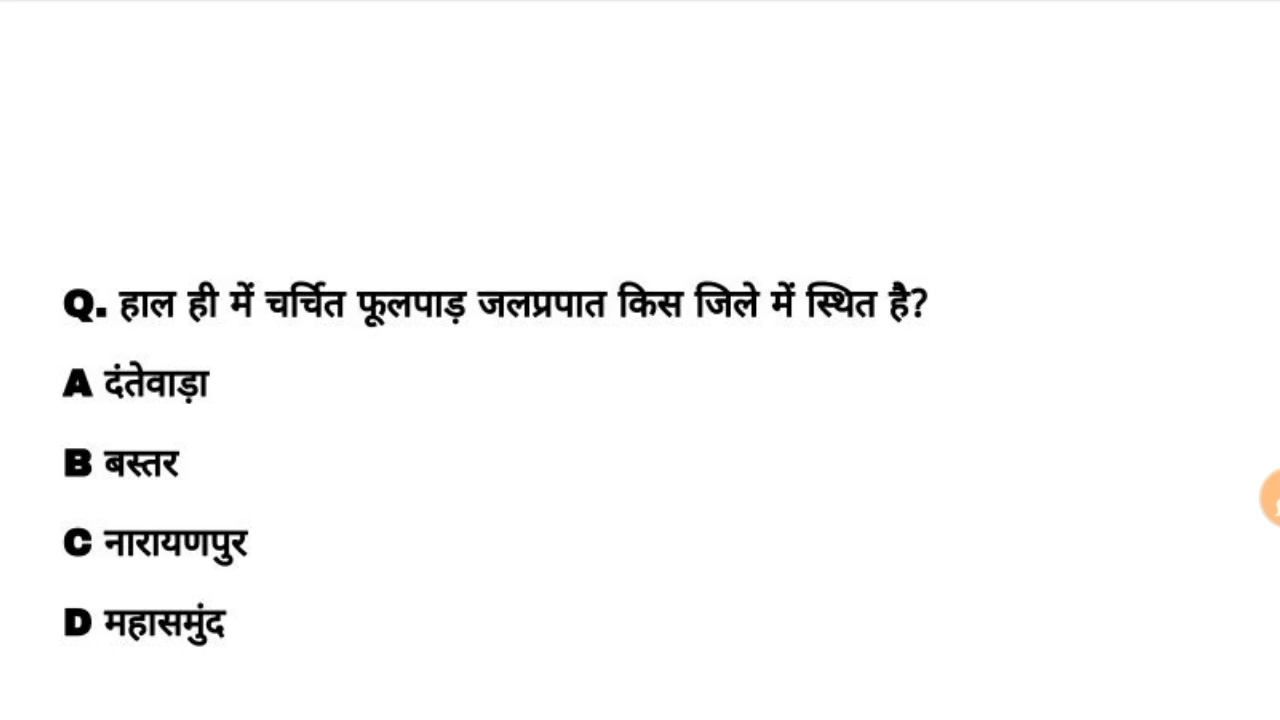 Q. हाल ही में चर्चित फूलपाड़ जलप्रपात किस जिले में स्थित है?
A दंतेवाड़ा
B बस्तर
C नारायणपुर
D महासमुंद